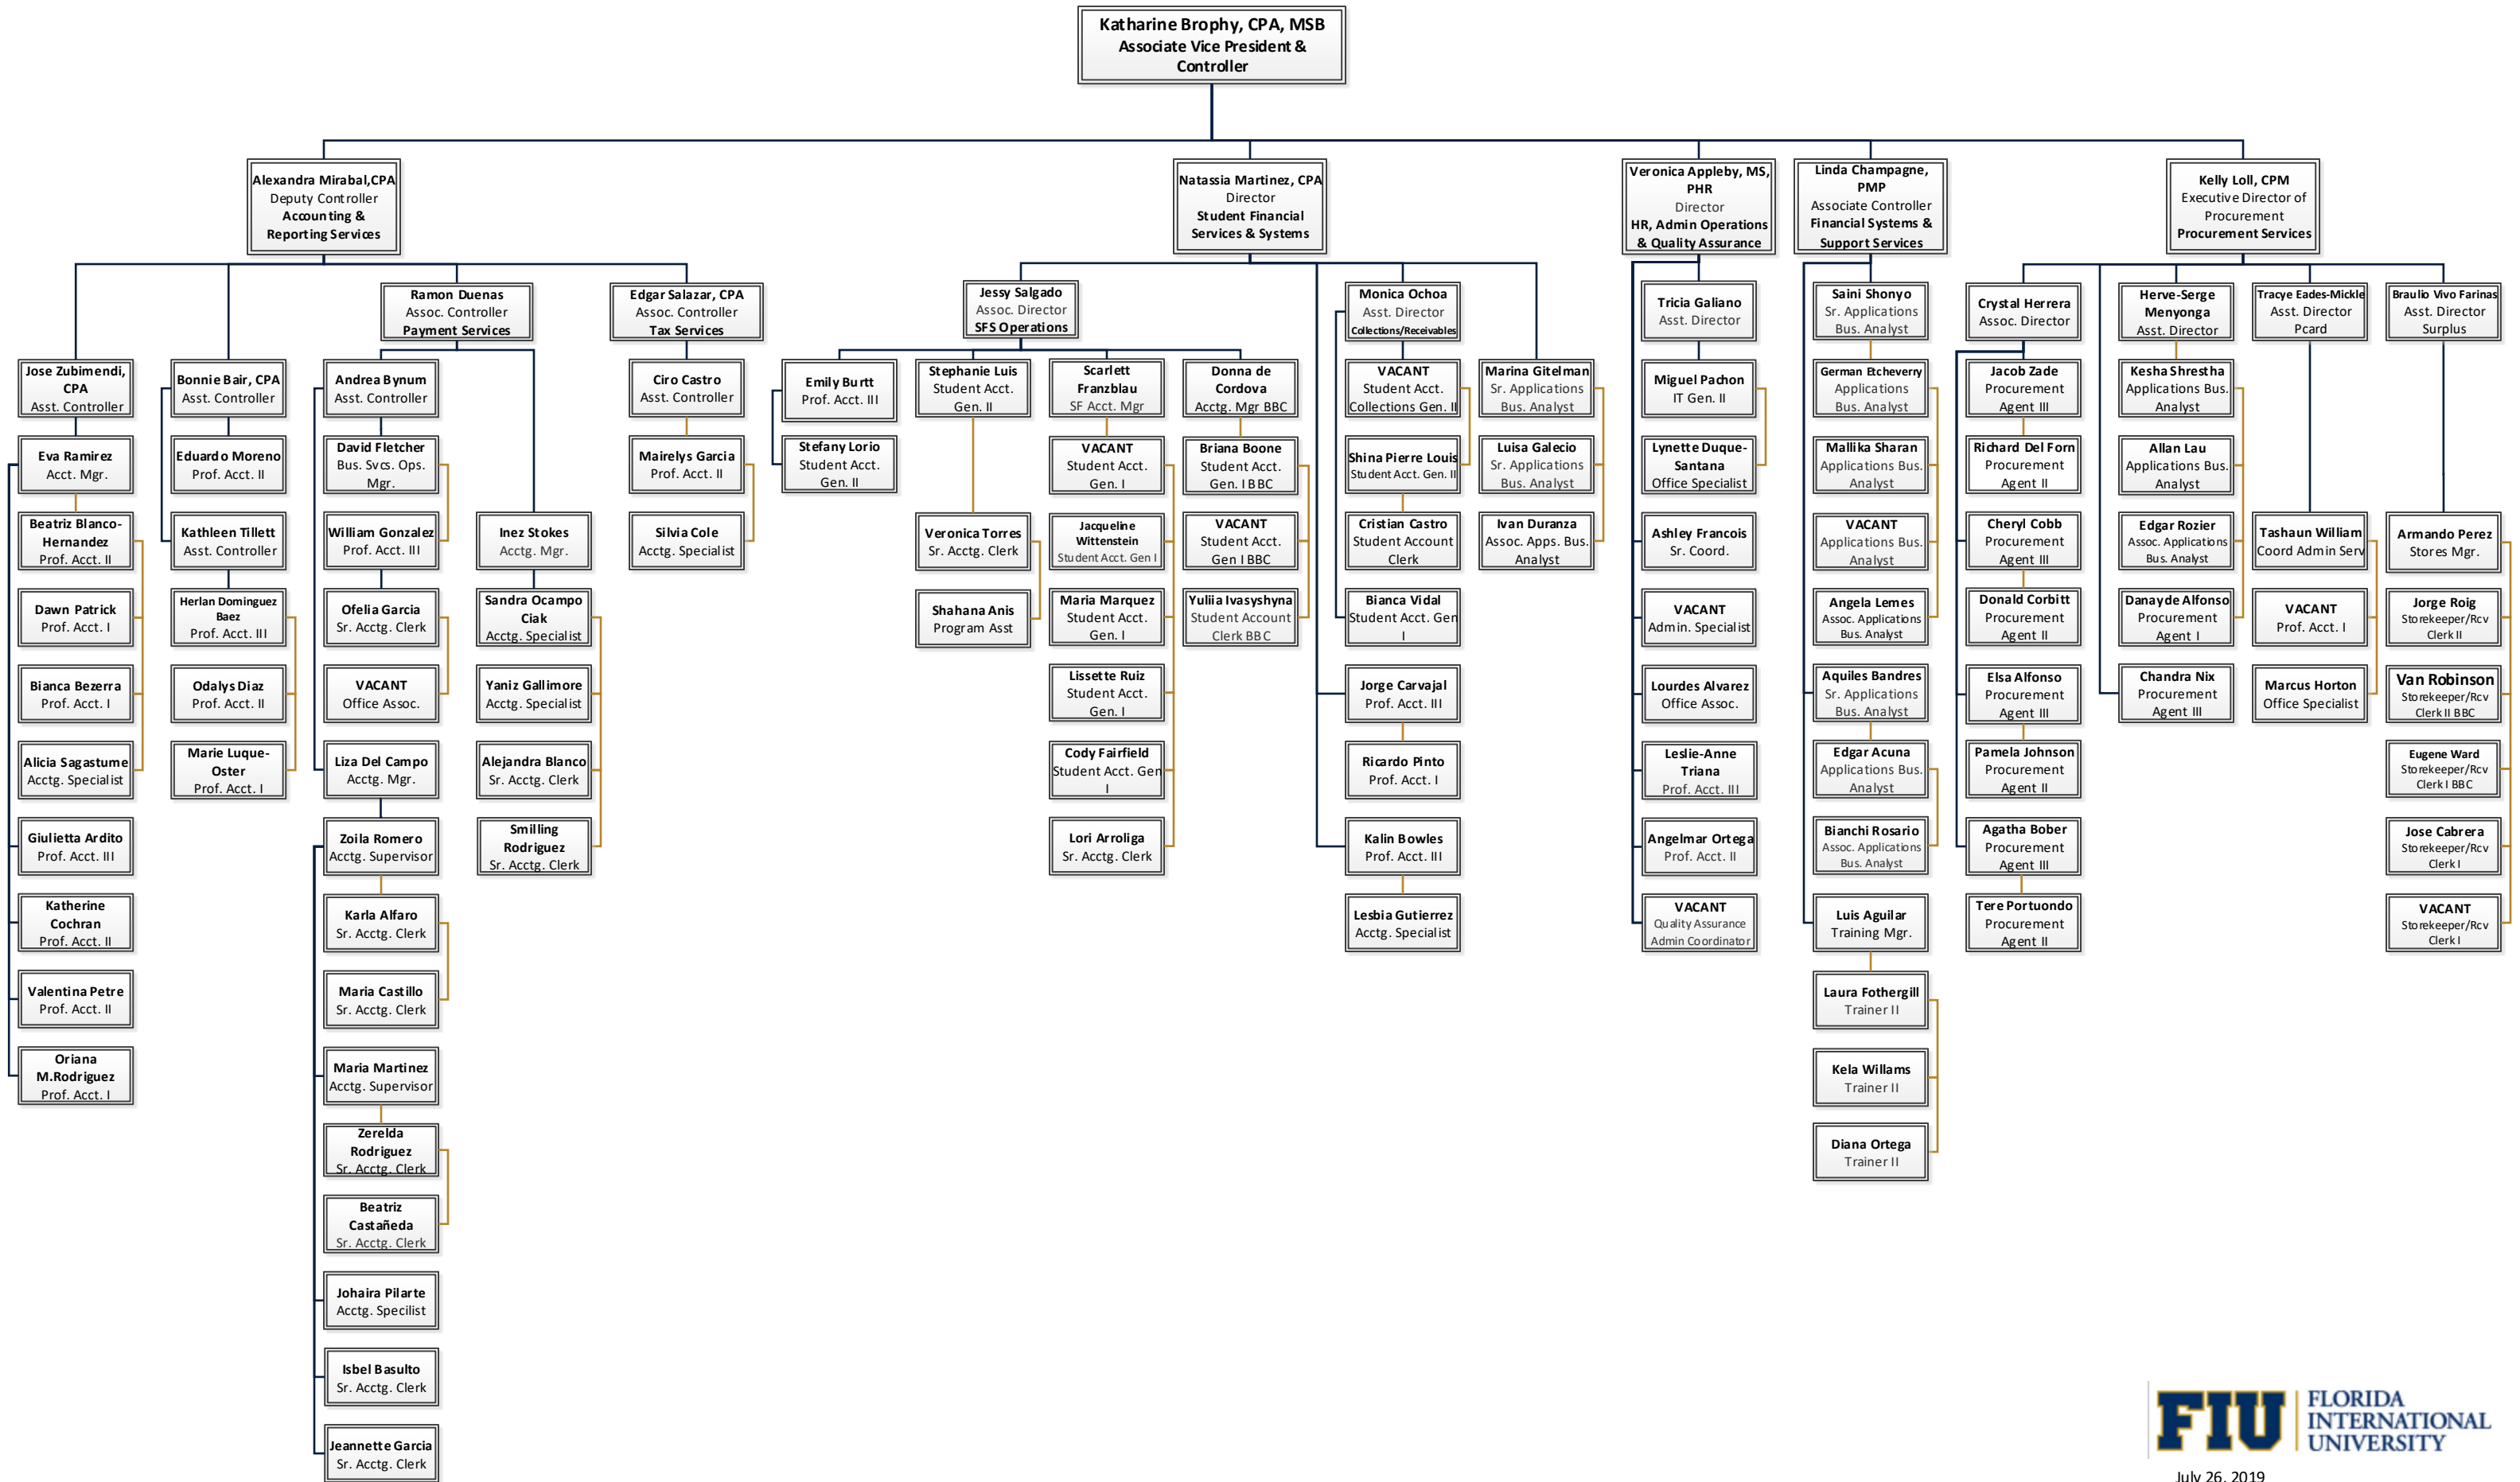 Katharine Brophy, CPA, MSB
Associate Vice President &
Controller
Alexandra Mirabal,CPA
Deputy Controller
Accounting &
Reporting Services
Natassia Martinez, CPA
Director
Student Financial
Services & Systems
Veronica Appleby, MS,
PHR
Director
HR, Admin Operations
& Quality Assurance
Linda Champagne,
PMP
Associate Controller
Financial Systems &
Support Services
Kelly Loll, CPM
Executive Director of
Procurement
Procurement Services
Ramon Duenas
Assoc. Controller
Payment Services
Edgar Salazar, CPA
Assoc. Controller
Tax Services
Jessy Salgado
Assoc. Director
SFS Operations
Monica Ochoa
Asst. Director
Collections/Receivables
Tricia Galiano
Asst. Director
Saini Shonyo
Sr. Applications
Bus. Analyst
Crystal Herrera
Assoc. Director
Herve-Serge
Menyonga
Asst. Director
Tracye Eades-Mickle
Asst. Director
Pcard
Braulio Vivo Farinas
Asst. Director
Surplus
Jose Zubimendi,
CPA
Asst. Controller
Bonnie Bair, CPA
Asst. Controller
Andrea Bynum
Asst. Controller
Ciro Castro
Asst. Controller
Emily Burtt
Prof. Acct. III
Stephanie Luis
Student Acct.
Gen. II
Scarlett
Franzblau
SF Acct. Mgr
Donna de
Cordova
Acctg. Mgr BBC
VACANT
Student Acct.
Collections Gen. II
Marina Gitelman
Sr. Applications
Bus. Analyst
Miguel Pachon
IT Gen. II
German Etcheverry
Applications
Bus. Analyst
Jacob Zade
Procurement
Agent III
Kesha Shrestha
Applications Bus.
Analyst
Eva Ramirez
Acct. Mgr.
Eduardo Moreno
Prof. Acct. II
David Fletcher
Bus. Svcs. Ops.
Mgr.
Mairelys Garcia
Prof. Acct. II
Stefany Lorio
Student Acct.
Gen. II
VACANT
Student Acct.
Gen. I
Briana Boone
Student Acct.
Gen. I BBC
Shina Pierre Louis
Student Acct. Gen. II
Luisa Galecio
Sr. Applications
Bus. Analyst
Lynette Duque-
Santana
Office Specialist
Mallika Sharan
Applications Bus.
Analyst
Richard Del Forn
Procurement
Agent II
Allan Lau
Applications Bus.
Analyst
Beatriz Blanco-
Hernandez
Prof. Acct. II
Kathleen Tillett
Asst. Controller
William Gonzalez
Prof. Acct. III
Inez Stokes
Acctg. Mgr.
Silvia Cole
Acctg. Specialist
Veronica Torres
Sr. Acctg. Clerk
Jacqueline
Wittenstein
Student Acct. Gen I
VACANT
Student Acct.
Gen I BBC
Cristian Castro
Student Account
Clerk
Ivan Duranza
Assoc. Apps. Bus.
Analyst
Ashley Francois
Sr. Coord.
VACANT
Applications Bus.
Analyst
Cheryl Cobb
Procurement
Agent III
Edgar Rozier
Assoc. Applications
Bus. Analyst
Tashaun William
Coord Admin Serv
Armando Perez
Stores Mgr.
Dawn Patrick
Prof. Acct. I
Herlan Dominguez
Baez
Prof. Acct. III
Ofelia Garcia
Sr. Acctg. Clerk
Sandra Ocampo
Ciak
Acctg. Specialist
Shahana Anis
Program Asst
Maria Marquez
Student Acct.
Gen. I
Yuliia Ivasyshyna
Student Account
Clerk BBC
Bianca Vidal
Student Acct. Gen
I
VACANT
Admin. Specialist
Angela Lemes
Assoc. Applications
Bus. Analyst
Donald Corbitt
Procurement
Agent II
Danayde Alfonso
Procurement
Agent I
VACANT
Prof. Acct. I
Jorge Roig
Storekeeper/Rcv
Clerk II
Bianca Bezerra
Prof. Acct. I
Odalys Diaz
Prof. Acct. II
VACANT
Office Assoc.
Yaniz Gallimore
Acctg. Specialist
Lissette Ruiz
Student Acct.
Gen. I
Jorge Carvajal
Prof. Acct. III
Lourdes Alvarez
Office Assoc.
Aquiles Bandres
Sr. Applications
Bus. Analyst
Elsa Alfonso
Procurement
Agent III
Chandra Nix
Procurement
Agent III
Marcus Horton
Office Specialist
Van Robinson
Storekeeper/Rcv
Clerk II BBC
Alicia Sagastume
Acctg. Specialist
Marie Luque-
Oster
Prof. Acct. I
Liza Del Campo
Acctg. Mgr.
Alejandra Blanco
Sr. Acctg. Clerk
Cody Fairfield
Student Acct. Gen
I
Ricardo Pinto
Prof. Acct. I
Leslie-Anne
Triana
Prof. Acct. III
Edgar Acuna
Applications Bus.
Analyst
Pamela Johnson
Procurement
Agent II
Eugene Ward
Storekeeper/Rcv
Clerk I BBC
Giulietta Ardito
Prof. Acct. III
Zoila Romero
Acctg. Supervisor
Smilling
Rodriguez
Sr. Acctg. Clerk
Lori Arroliga
Sr. Acctg. Clerk
Kalin Bowles
Prof. Acct. III
Angelmar Ortega
Prof. Acct. II
Bianchi Rosario
Assoc. Applications
Bus. Analyst
Agatha Bober
Procurement
Agent III
Jose Cabrera
Storekeeper/Rcv
Clerk I
Katherine
Cochran
Prof. Acct. II
Karla Alfaro
Sr. Acctg. Clerk
Lesbia Gutierrez
Acctg. Specialist
VACANT
Quality Assurance
Admin Coordinator
Luis Aguilar
Training Mgr.
Tere Portuondo
Procurement
Agent II
VACANT
Storekeeper/Rcv
Clerk I
Valentina Petre
Prof. Acct. II
Maria Castillo
Sr. Acctg. Clerk
Laura Fothergill
Trainer II
Oriana
M.Rodriguez
Prof. Acct. I
Maria Martinez
Acctg. Supervisor
Kela Willams
Trainer II
Zerelda
Rodriguez
Sr. Acctg. Clerk
Diana Ortega
Trainer II
Beatriz
Castañeda
Sr. Acctg. Clerk
Johaira Pilarte
Acctg. Specilist
Isbel Basulto
Sr. Acctg. Clerk
Jeannette Garcia
Sr. Acctg. Clerk
FIU
FLORIDA
INTERNATIONAL
UNIVERSITY
July 26, 2019